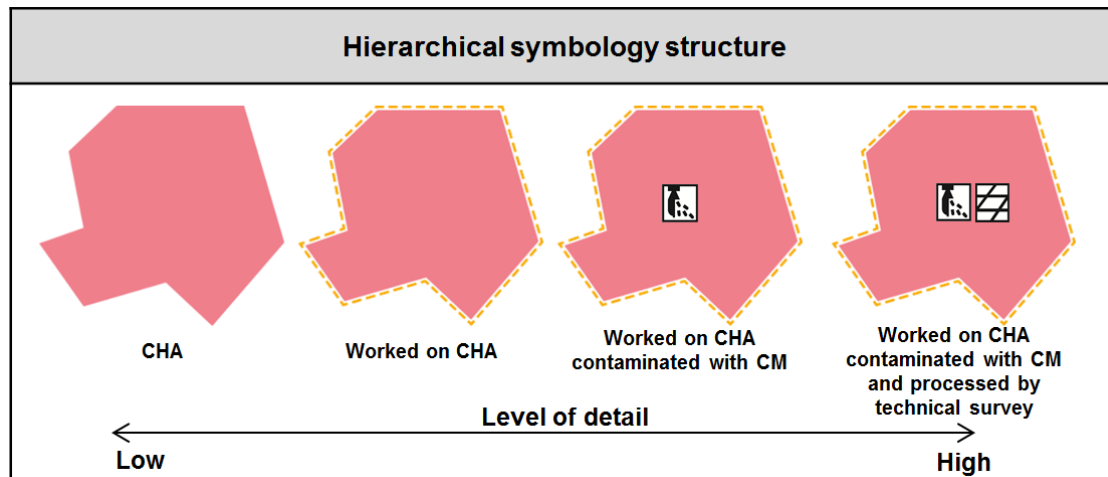 Hierarchical symbology structure
CHA
Worked on CHA
Worked on CHA
contaminated with CM
Worked on CHA
contaminated with CM
and processed by
technical survey
Level of detail
Low
High